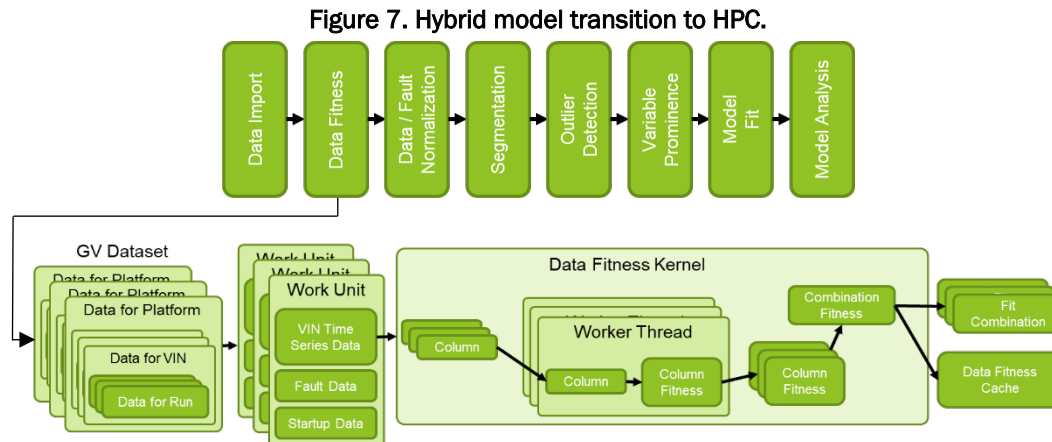 Figure 7. Hybrid model transition to HPC.
Data Import
Data Fitness
Data / Fault
Normalization
Segmentation
Outlier
Detection
Variable
Prominence
Model
Fit
Model Analysis
GV Dataset
Data for Platform
Data for Platform
Data for Platform
Data for VIN
Data for Run
Work Unit
Work Unit
Work Unit
VIN Time
Series Data
Fault Data
Startup Data
Data Fitness Kernel
Column
Worker Thread
Column
Column
Fitness
Column
Fitness
Combination
Fitness
Fit
Combination
Data Fitness
Cache